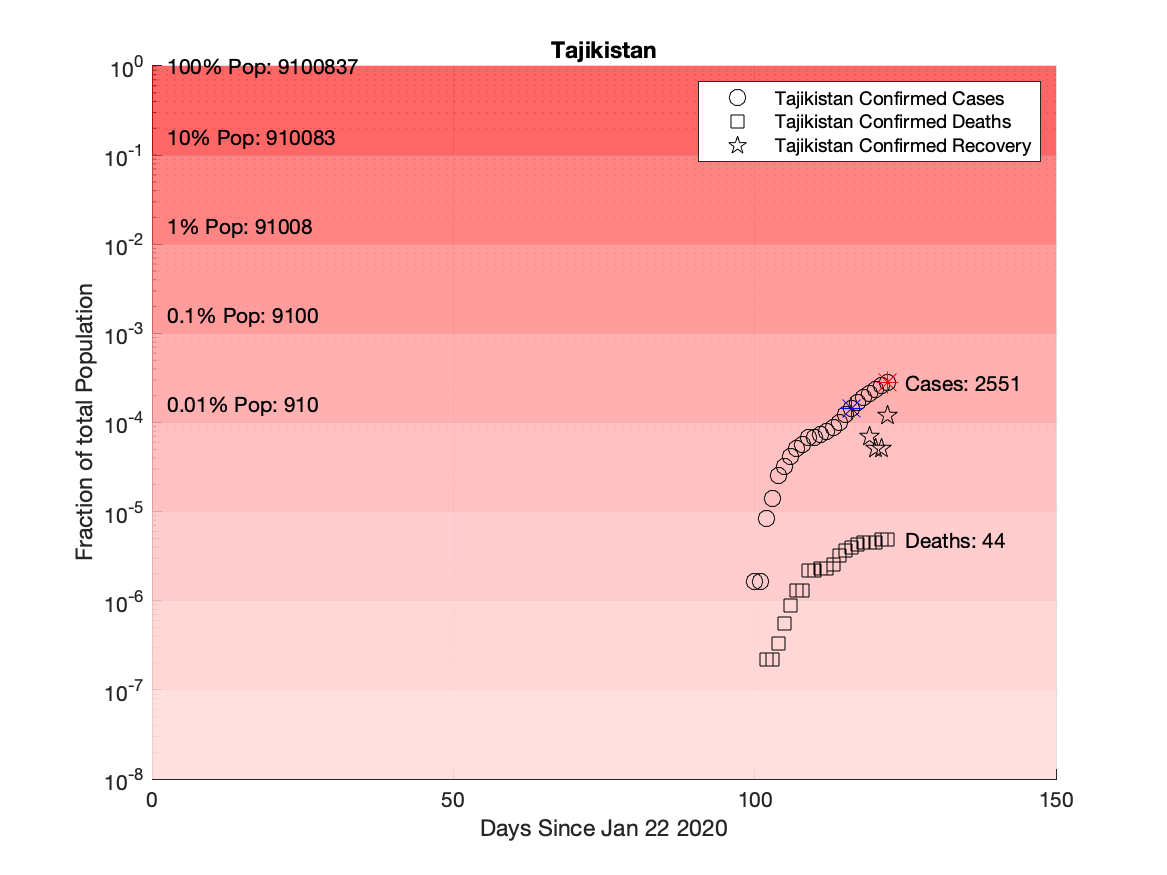 Tajikistan
10^0
100% Pop: 9100837
Tajikistan Confirmed Cases
Tajikistan Confirmed Deaths
Tajikistan Confirmed Recovery
10% Pop: 910083
10^-1
1% Pop: 91008
10^-2
0.1% Pop: 9100
10^-3
Cases: 2551
0.01% Pop: 910
10^-4
10^-5
Deaths: 44
10^-6
10^-7
10^-8
Fraction of total Population
0 50 100 150
Days Since Jan 22 2020